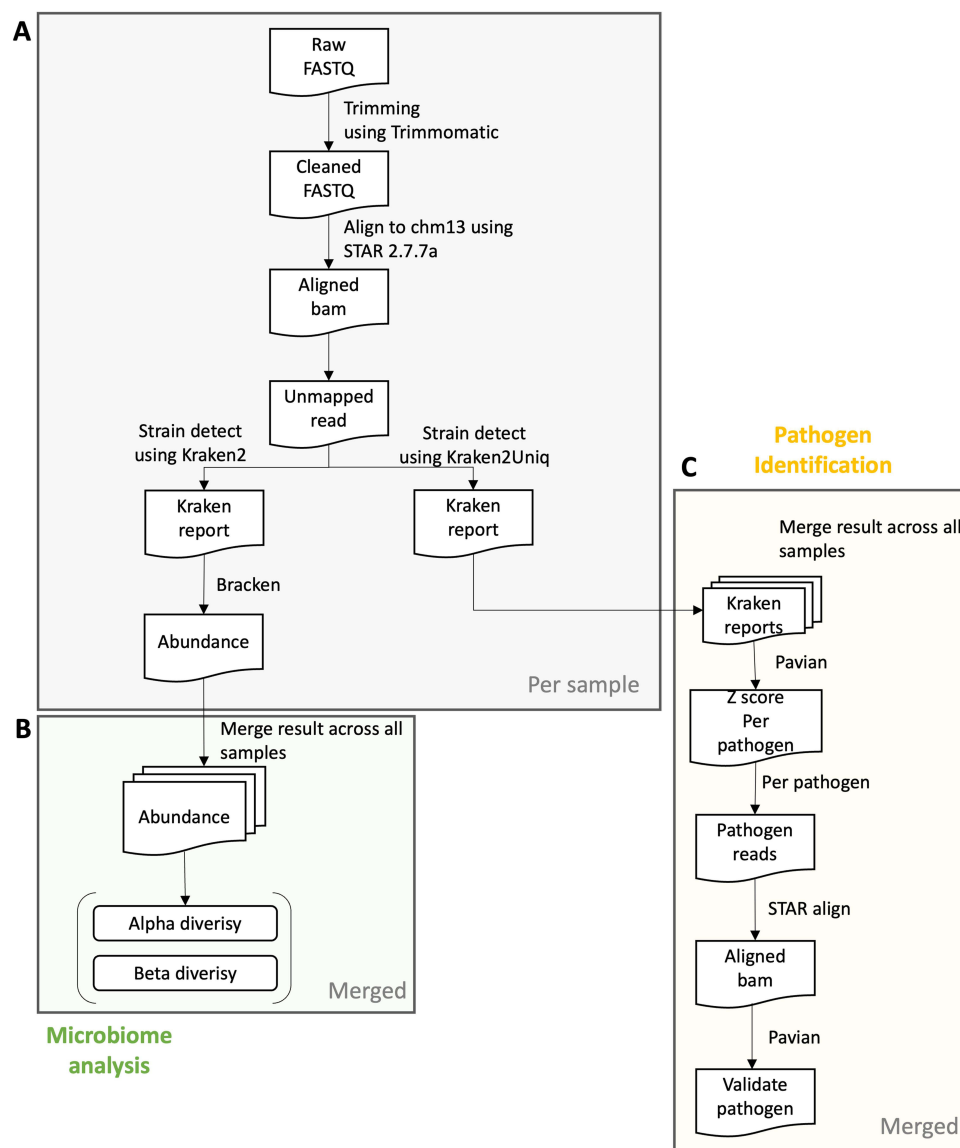 A
Raw
FASTQ
Trimming
using Trimmomatic
Cleaned
FASTQ
Align to chm13 using
STAR 2.7.7a
Aligned
bam
Unmapped
read
Strain detect
using Kraken2
Strain detect
using Kraken2Uniq
Kraken
report
Kraken
report
Bracken
Abundance
Per sample
B
Merge result across all
samples
Abundance
Alpha diverisy
Beta diverisy
Merged
Microbiome
analysis
Pathogen
Identification
C
Merge result across all
samples
Kraken
reports
Pavian
Z score
Per
pathogen
Per pathogen
Pathogen
reads
STAR align
Aligned
bam
Pavian
Validate
pathogen
Merged